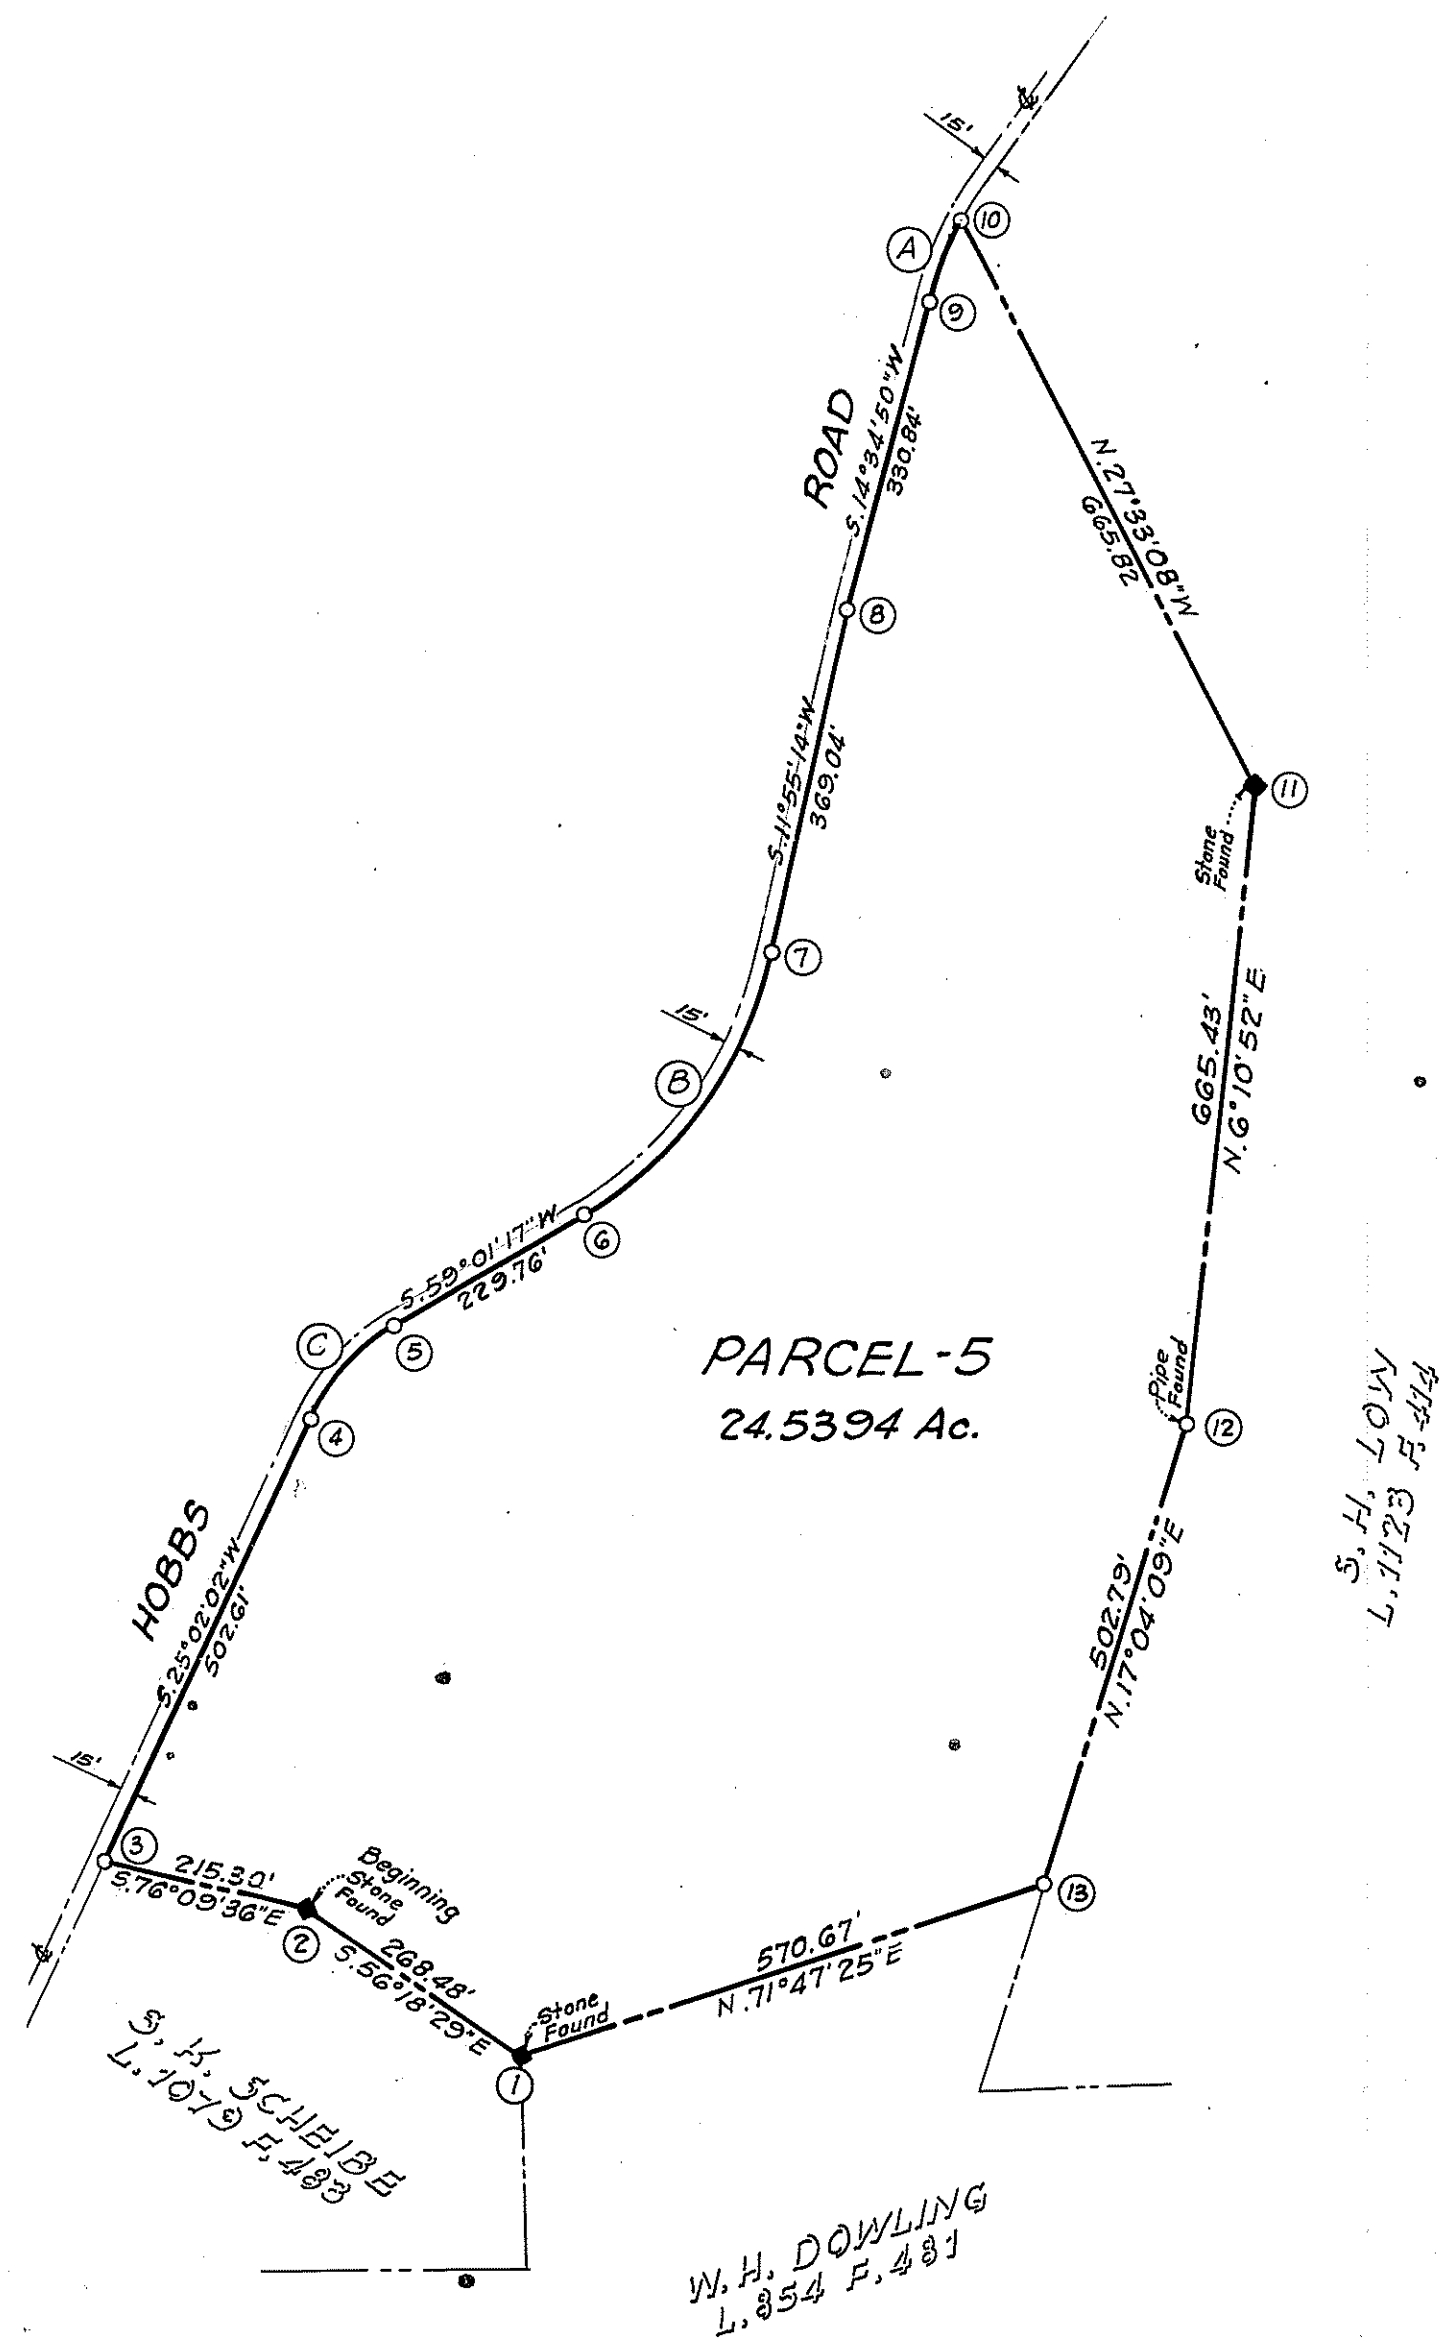 15'
10
A
9
ROAD
S.14°34'50"W
330.84'
N.27°33'08"W
665.82
8
S.11°55'14"W
369.04'
11
Stone
Found
7
15'
B
665.43'
N.6°10'52"E
6
S.59°01'17"W
229.76'
C
5
PARCEL-5
24.5394 Ac.
Pipe
Found
12
4
S. H. LOW
L.1123 F.414
HOBBS
S.25°02'02"W
502.61'
502.79'
N.17°04'09"E
15'
3
215.30'
S.76°09'36"E
Beginning
Stone
Found
2
13
268.48'
S.56°18'29"E
570.67'
N.71°47'25"E
Stone
Found
1
S. K. SCHEIBE
L.1079 F.483
W. H. DOWLING
L.854 F.481